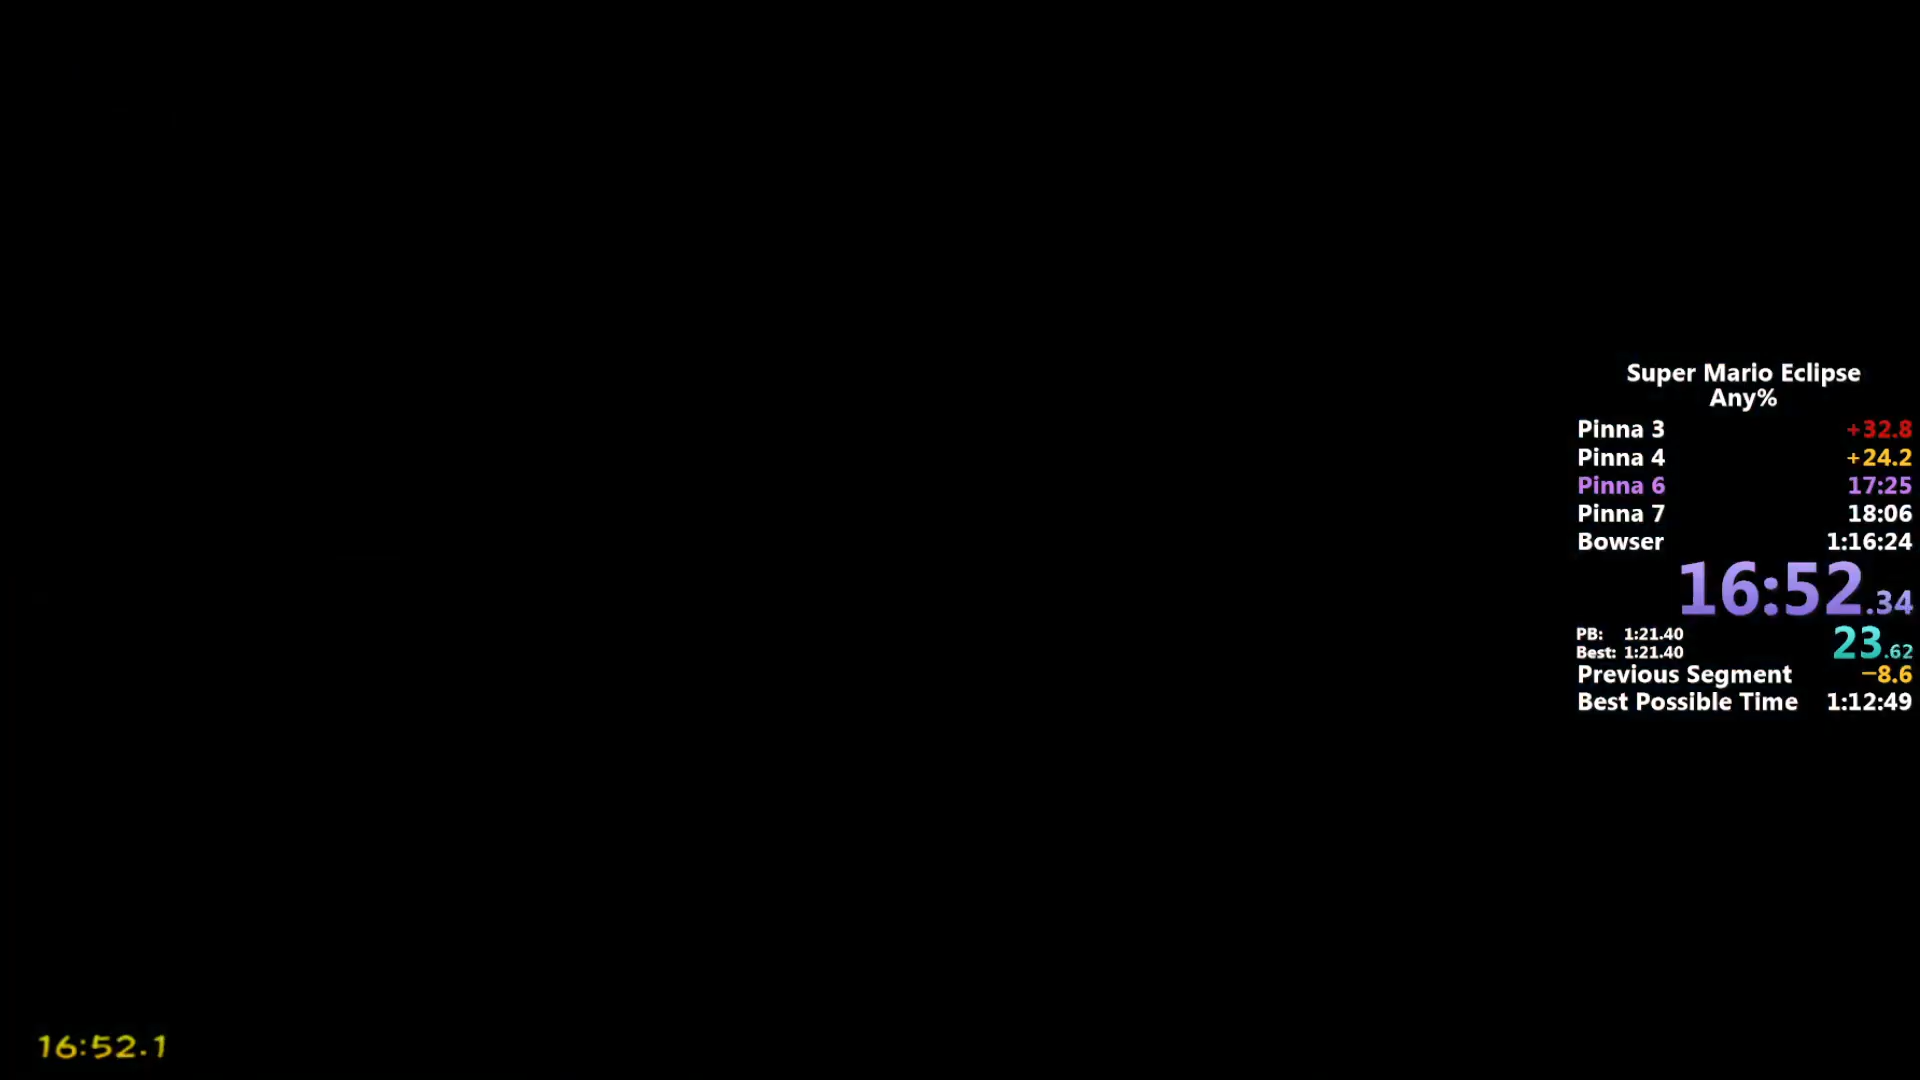 Super Mario Eclipse
Any%
Pinna 3 +32.8
Pinna 4 +24.2
Pinna 6 17:25
Pinna 7 18:06
Bowser 1:16:24
16:52.34
PB: 1:21.40
Best: 1:21.40
23.62
Previous Segment −8.6
Best Possible Time 1:12:49
16:52.1